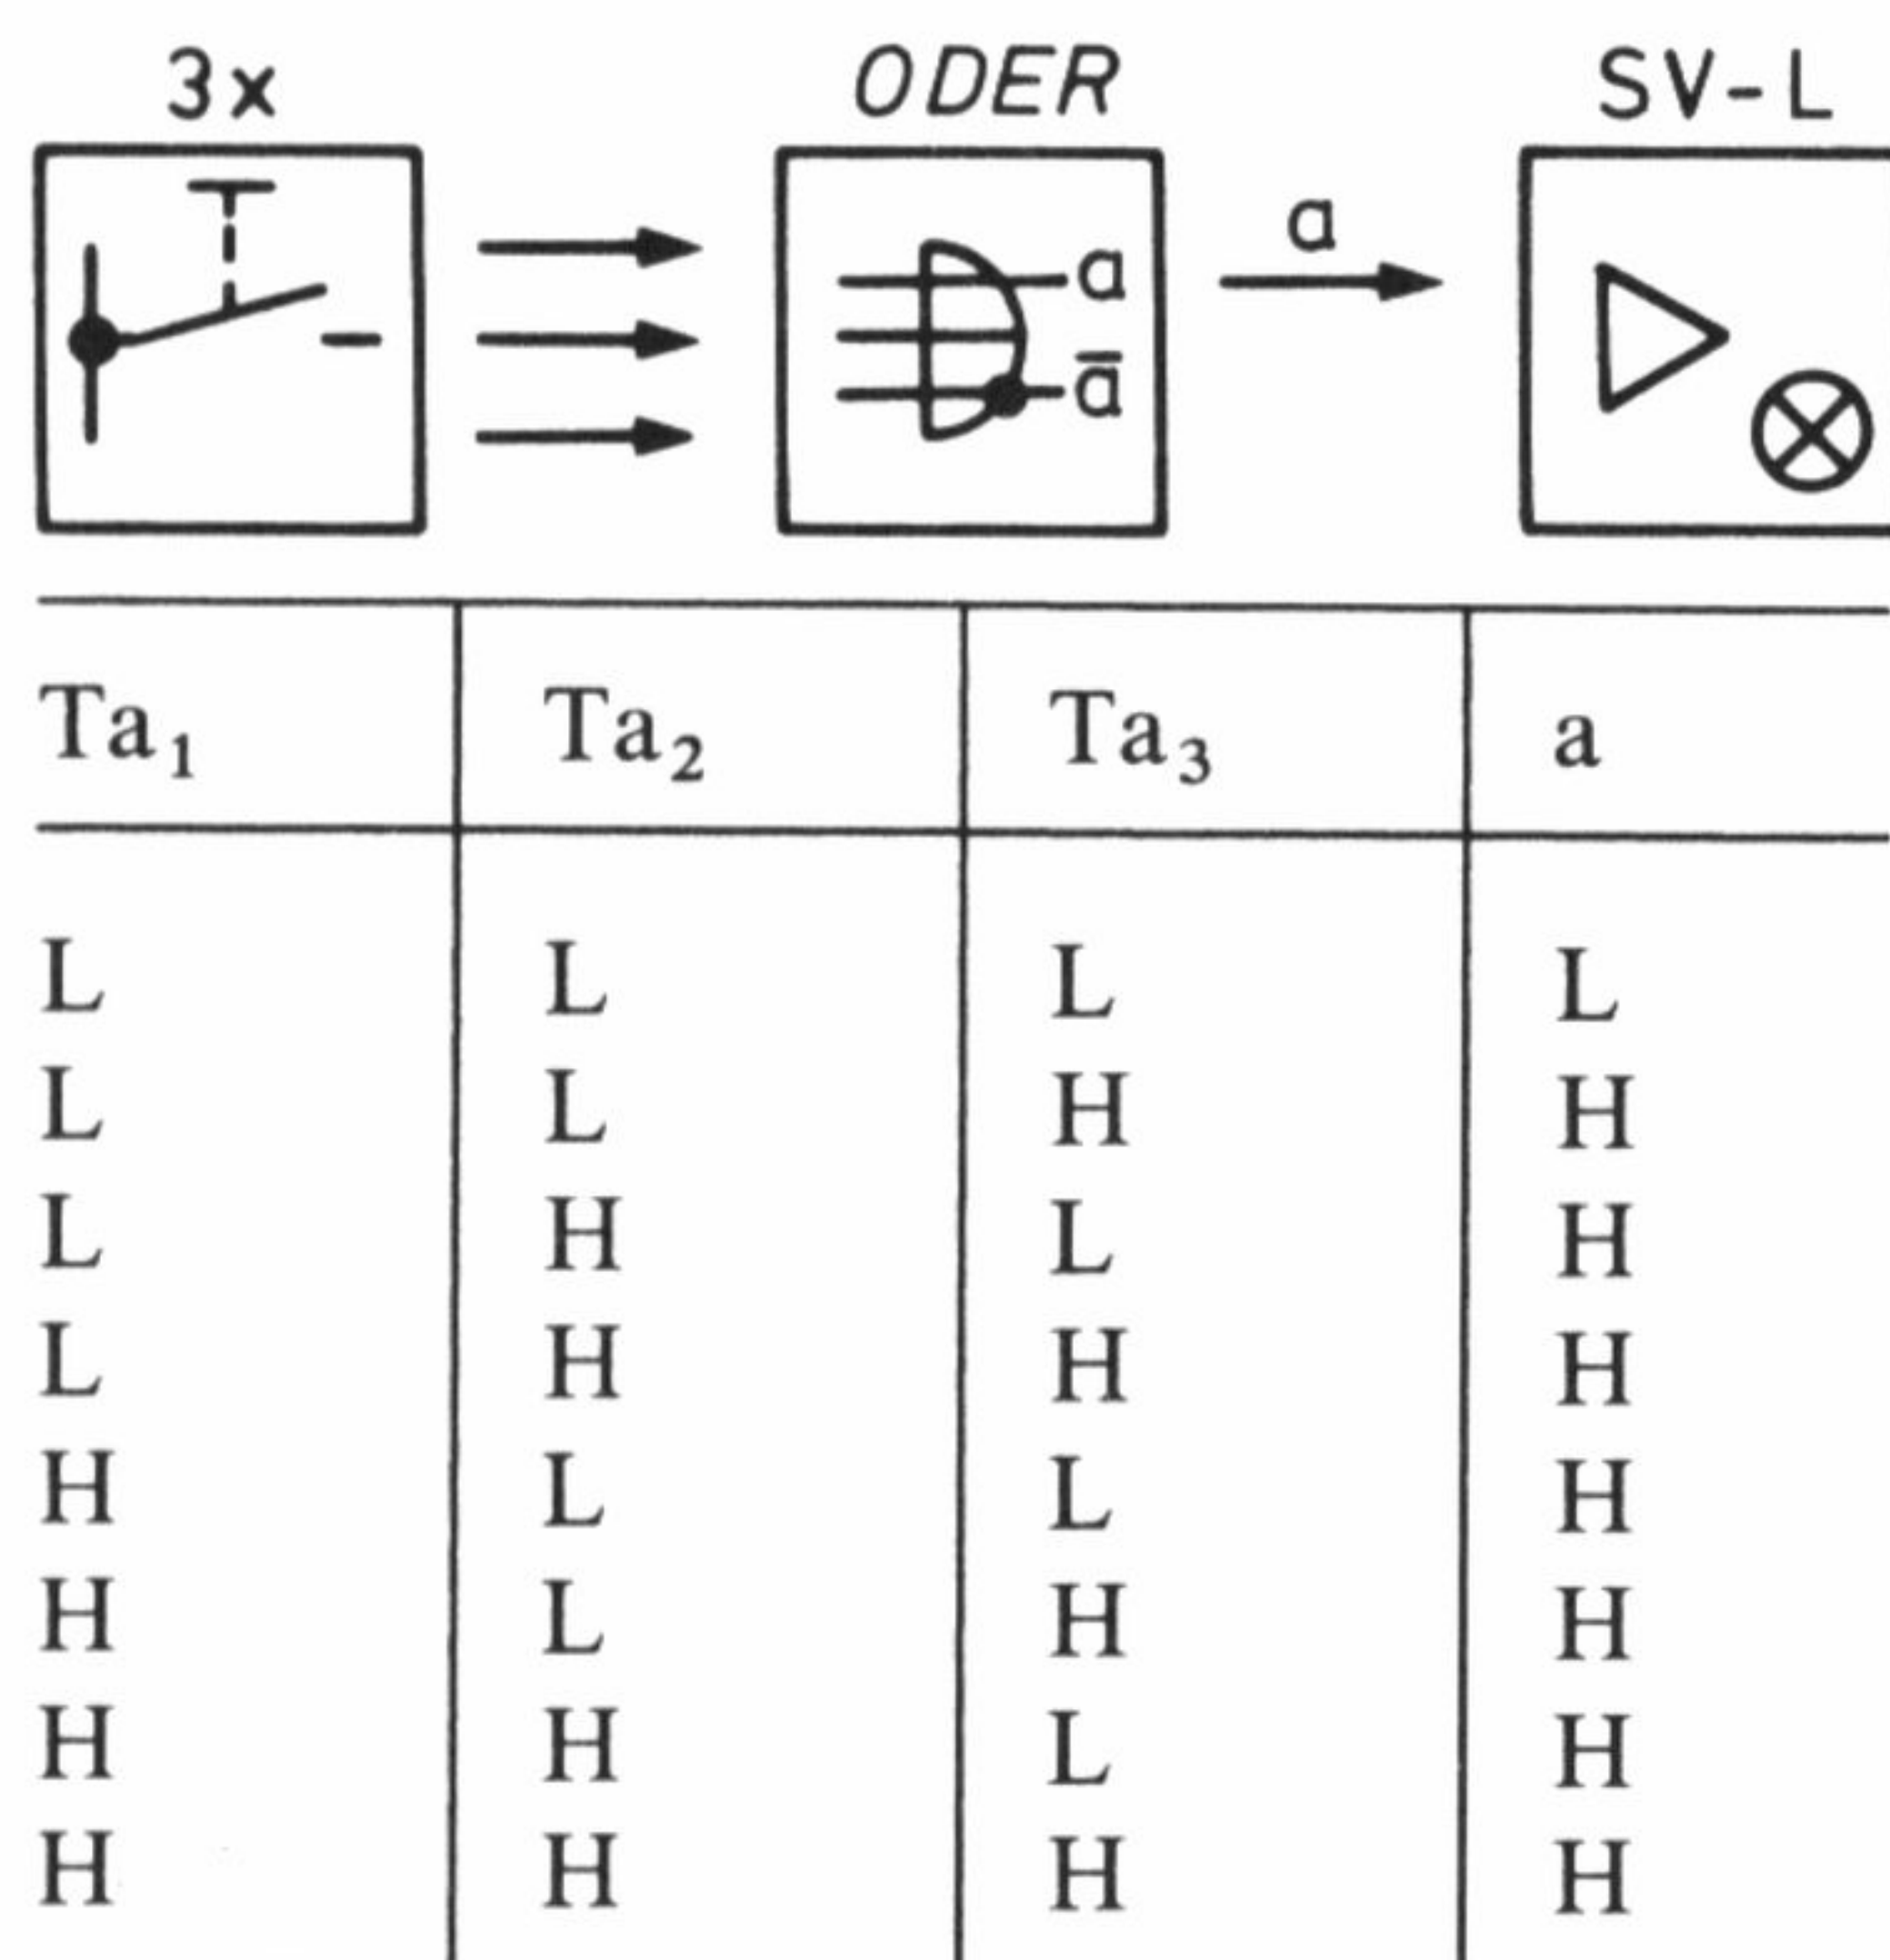 3x ODER SV-L
a
a
ā
Ta₁ Ta₂ Ta₃ a
L L L L
L L H H
L H L H
L H H H
H L L H
H L H H
H H L H
H H H H